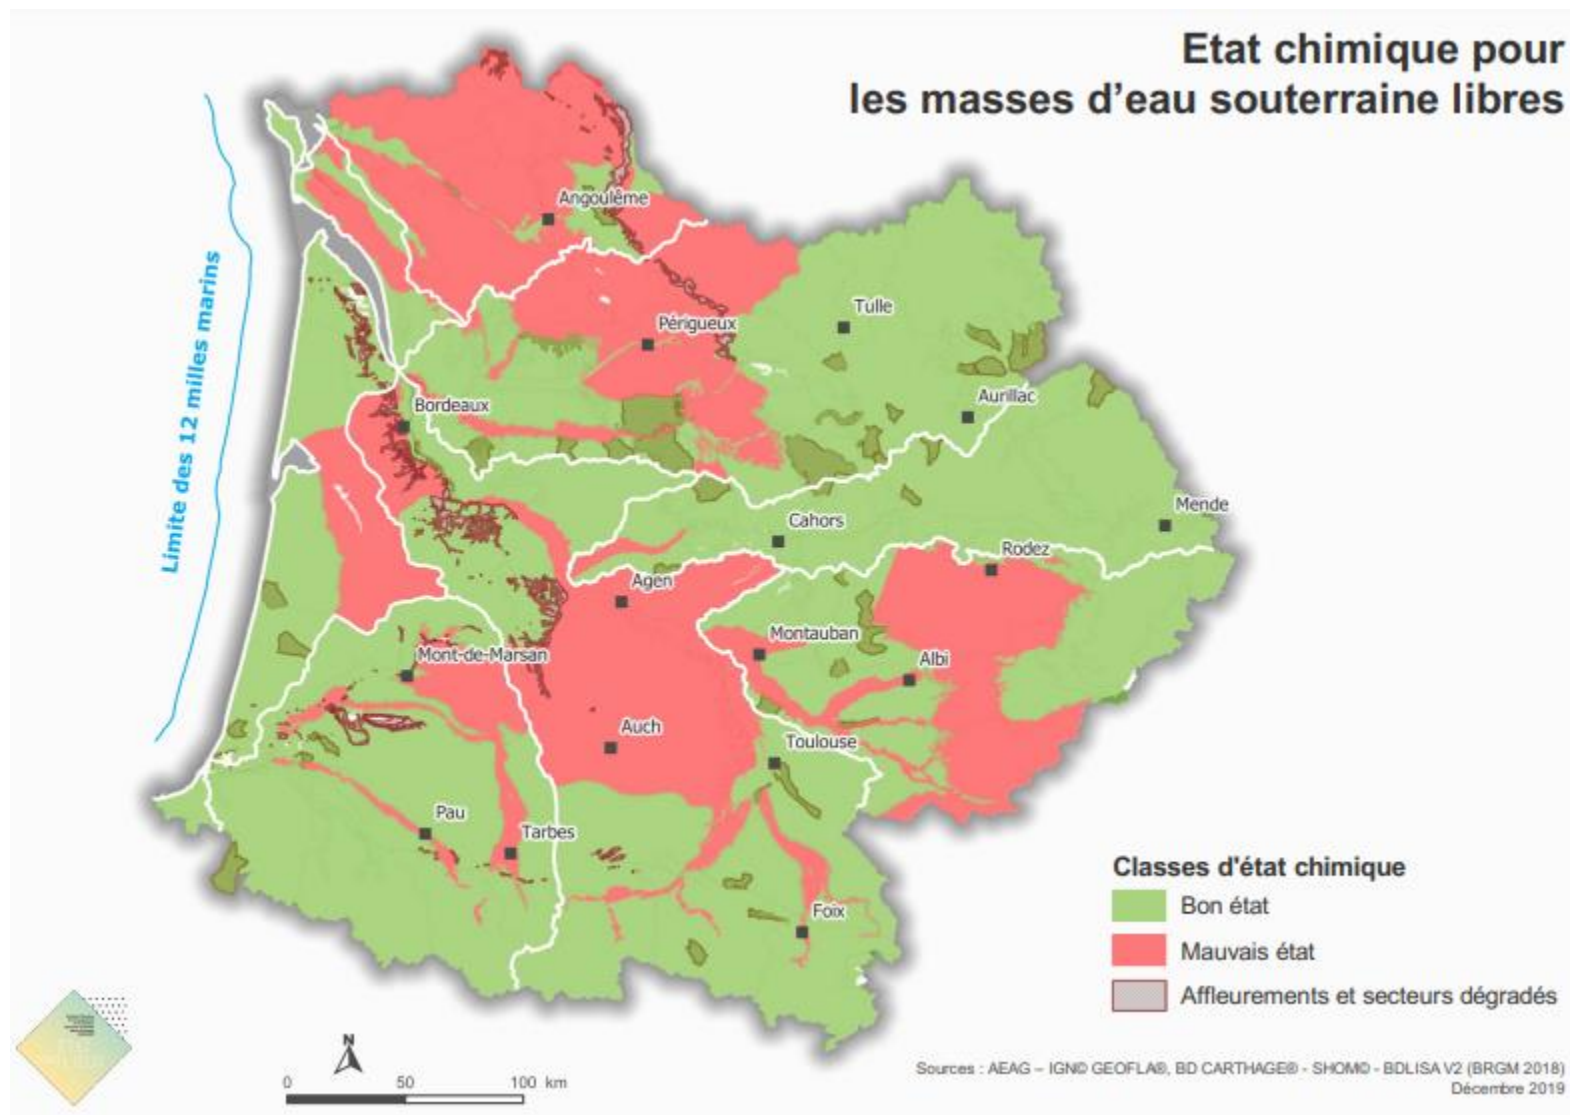 Etat chimique pour
les masses d'eau souterraine libres
Limite des 12 milles marins
Angoulême
Tulle
Périgueux
Aurillac
Bordeaux
Mende
Cahors
Rodez
Agen
Montauban
Mont-de-Marsan
Albi
Auch
Toulouse
Pau
Tarbes
Foix
Classes d'état chimique
Bon état
Mauvais état
Affleurements et secteurs dégradés
N
0 50 100 km
Sources : AEAG – IGN© GEOFLA®, BD CARTHAGE® - SHOM© - BDLISA V2 (BRGM 2018)
Décembre 2019